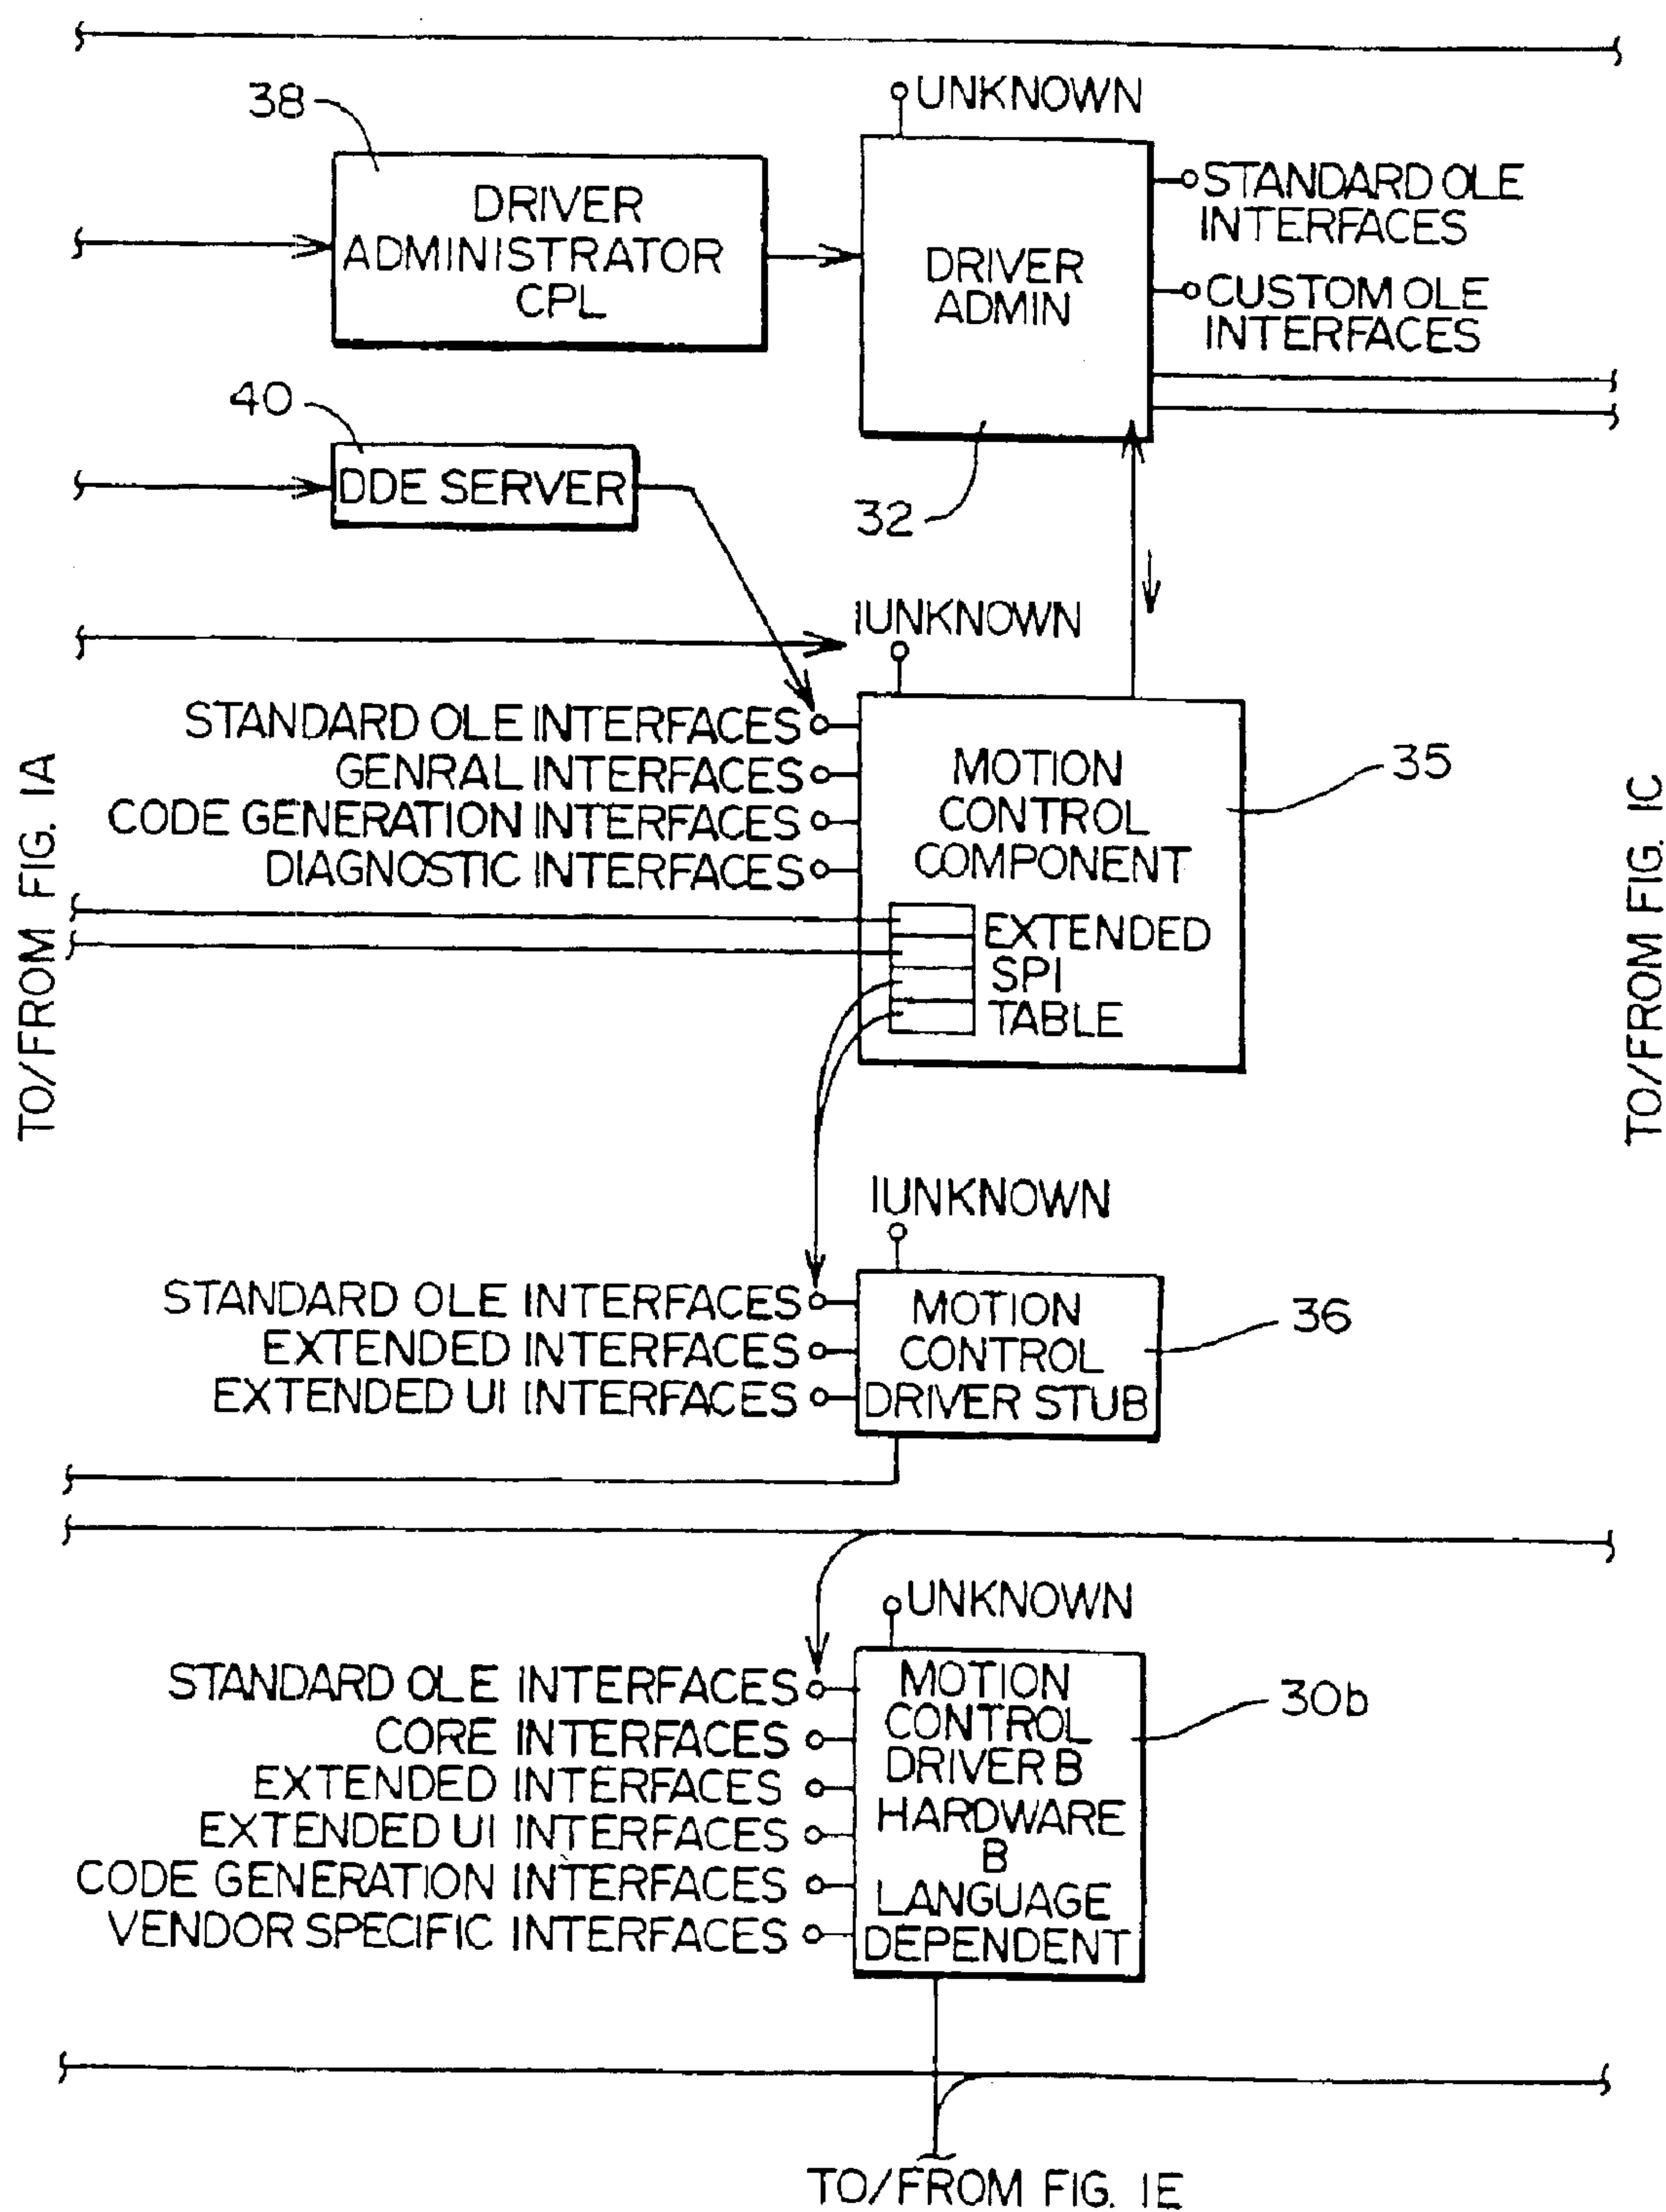 UNKNOWN
38
DRIVER
ADMINISTRATOR
CPL
DRIVER
ADMIN
STANDARD OLE
INTERFACES
CUSTOM OLE
INTERFACES
40
DDE SERVER
32
IUNKNOWN
STANDARD OLE INTERFACES
GENRAL INTERFACES
CODE GENERATION INTERFACES
DIAGNOSTIC INTERFACES
MOTION
CONTROL
COMPONENT
35
EXTENDED
SPI
TABLE
TO/FROM FIG. 1A
TO/FROM FIG. 1C
IUNKNOWN
STANDARD OLE INTERFACES
EXTENDED INTERFACES
EXTENDED UI INTERFACES
MOTION
CONTROL
DRIVER STUB
36
UNKNOWN
STANDARD OLE INTERFACES
CORE INTERFACES
EXTENDED INTERFACES
EXTENDED UI INTERFACES
CODE GENERATION INTERFACES
VENDOR SPECIFIC INTERFACES
MOTION
CONTROL
DRIVER B
HARDWARE
B
LANGUAGE
DEPENDENT
30b
TO/FROM FIG. 1E